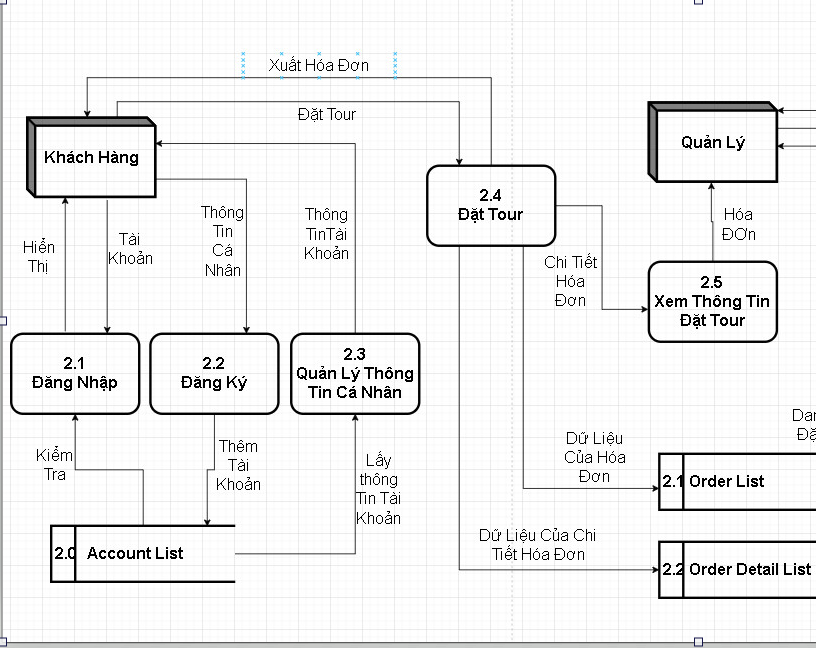 Xuất Hóa Đơn
Đặt Tour
Khách Hàng
Quản Lý
2.4
Đặt Tour
Hiển
Thị
Tài
Khoản
Thông
Tin
Cá
Nhân
Thông
TinTài
Khoản
Chi Tiết
Hóa
Đơn
Hóa
ĐƠn
2.5
Xem Thông Tin
Đặt Tour
2.1
Đăng Nhập
2.2
Đăng Ký
2.3
Quản Lý Thông
Tin Cá Nhân
Kiểm
Tra
Thêm
Tài
Khoản
Lấy
thông
Tin Tài
Khoản
Dữ Liệu
Của Hóa
Đơn
2.1 Order List
Dữ Liệu Của Chi
Tiết Hóa Đơn
2.0 Account List
2.2 Order Detail List